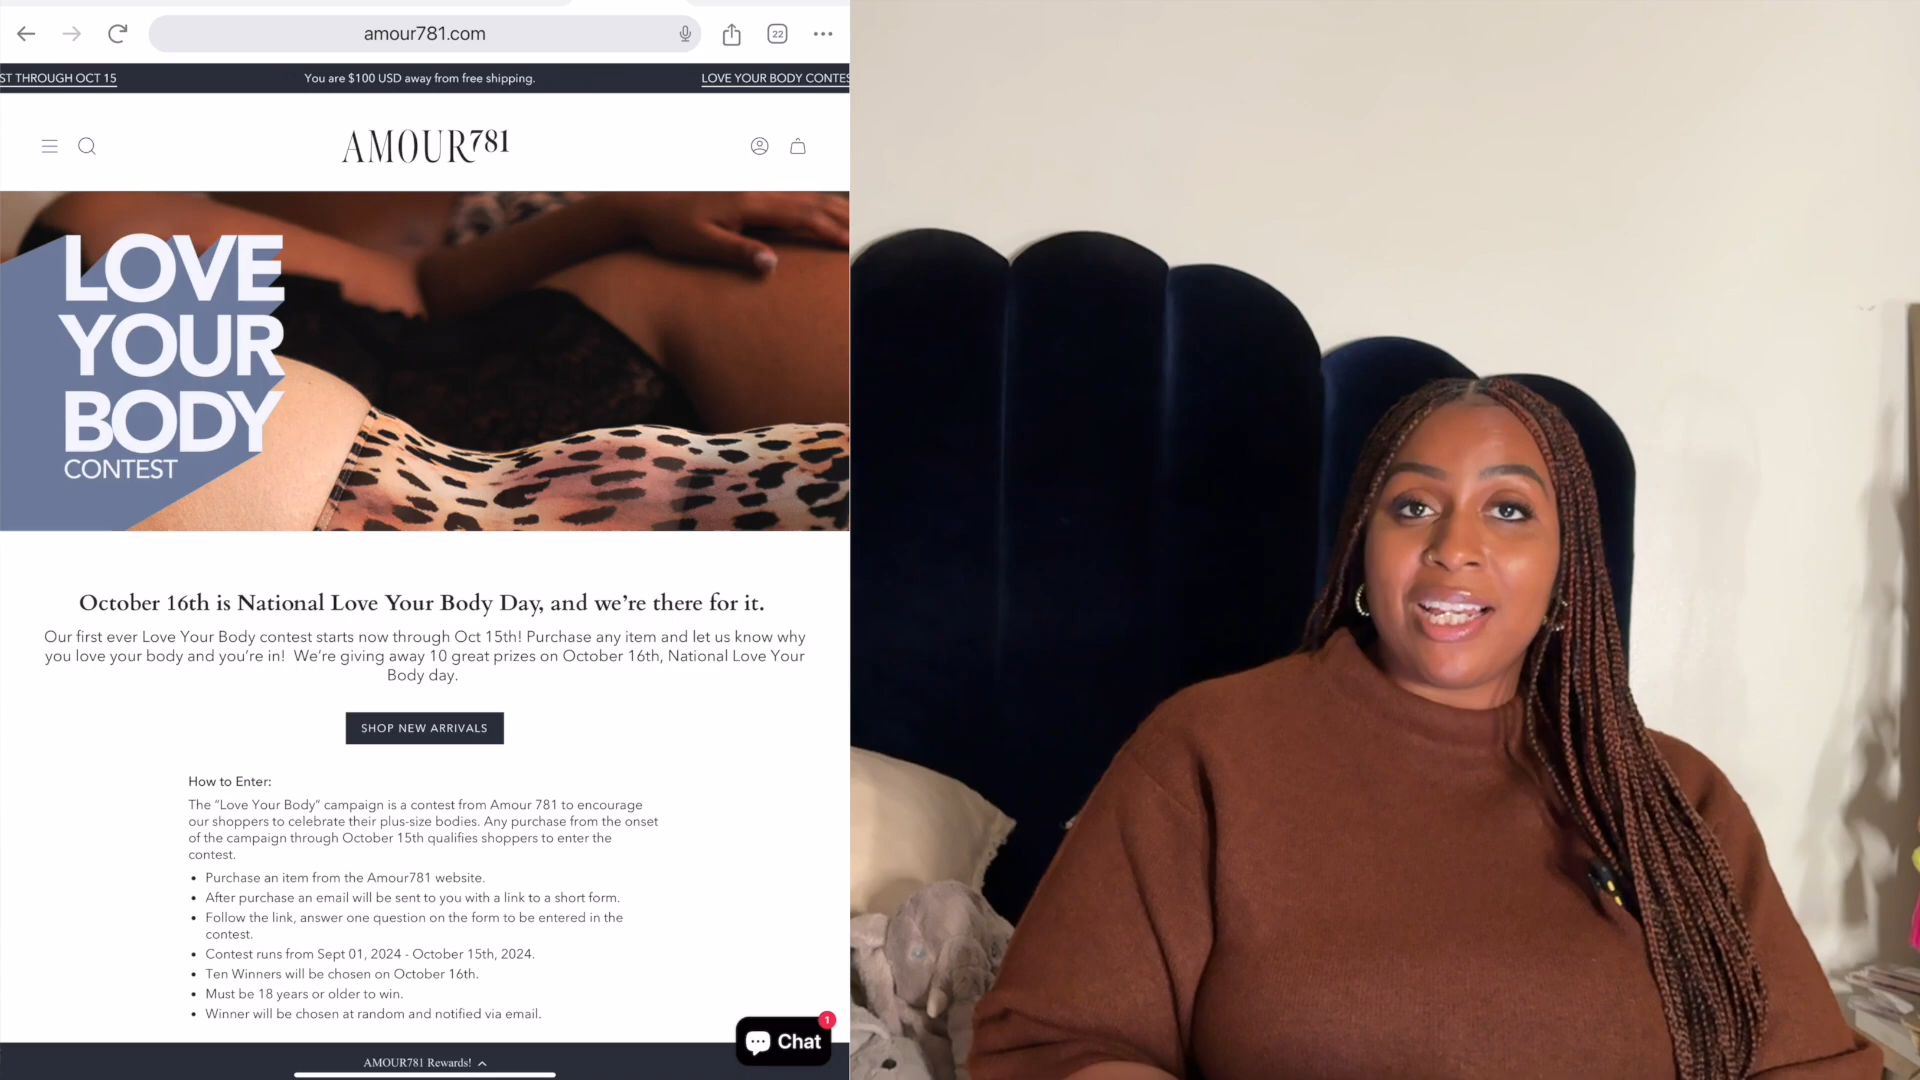 amour781.com
22
ST THROUGH OCT 15
You are $100 USD away from free shipping.
LOVE YOUR BODY CONTES
AMOUR781
LOVE
YOUR
BODY
CONTEST
October 16th is National Love Your Body Day, and we're there for it.
Our first ever Love Your Body contest starts now through Oct 15th! Purchase any item and let us know why
you love your body and you're in! We're giving away 10 great prizes on October 16th, National Love Your
Body day.
SHOP NEW ARRIVALS
How to Enter:
The "Love Your Body" campaign is a contest from Amour 781 to encourage
our shoppers to celebrate their plus-size bodies. Any purchase from the onset
of the campaign through October 15th qualifies shoppers to enter the
contest.
• Purchase an item from the Amour781 website.
• After purchase an email will be sent to you with a link to a short form.
• Follow the link, answer one question on the form to be entered in the
contest.
• Contest runs from Sept 01, 2024 - October 15th, 2024.
• Ten Winners will be chosen on October 16th.
• Must be 18 years or older to win.
• Winner will be chosen at random and notified via email.
1
Chat
AMOUR781 Rewards!